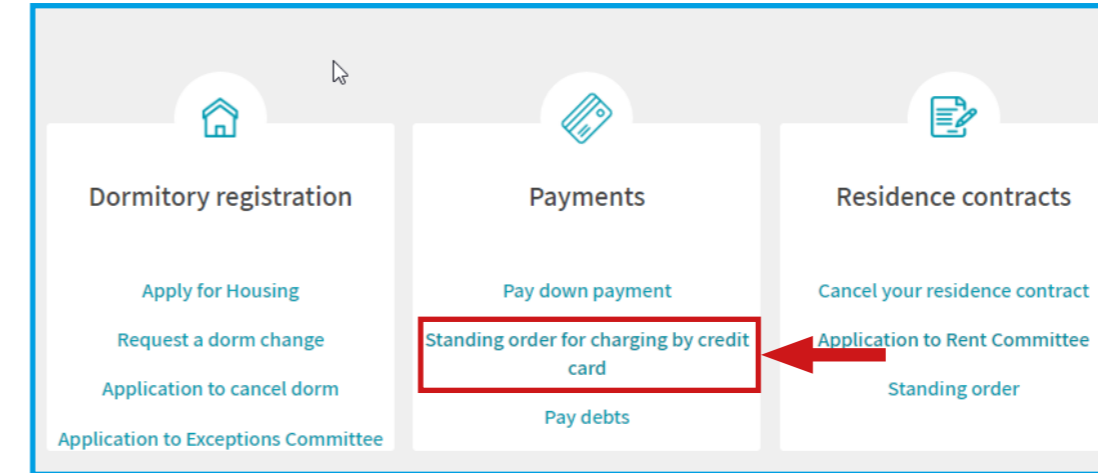 Dormitory registration
Apply for Housing
Request a dorm change
Application to cancel dorm
Application to Exceptions Committee
Payments
Pay down payment
Standing order for charging by credit
card
Pay debts
Residence contracts
Cancel your residence contract
Application to Rent Committee
Standing order